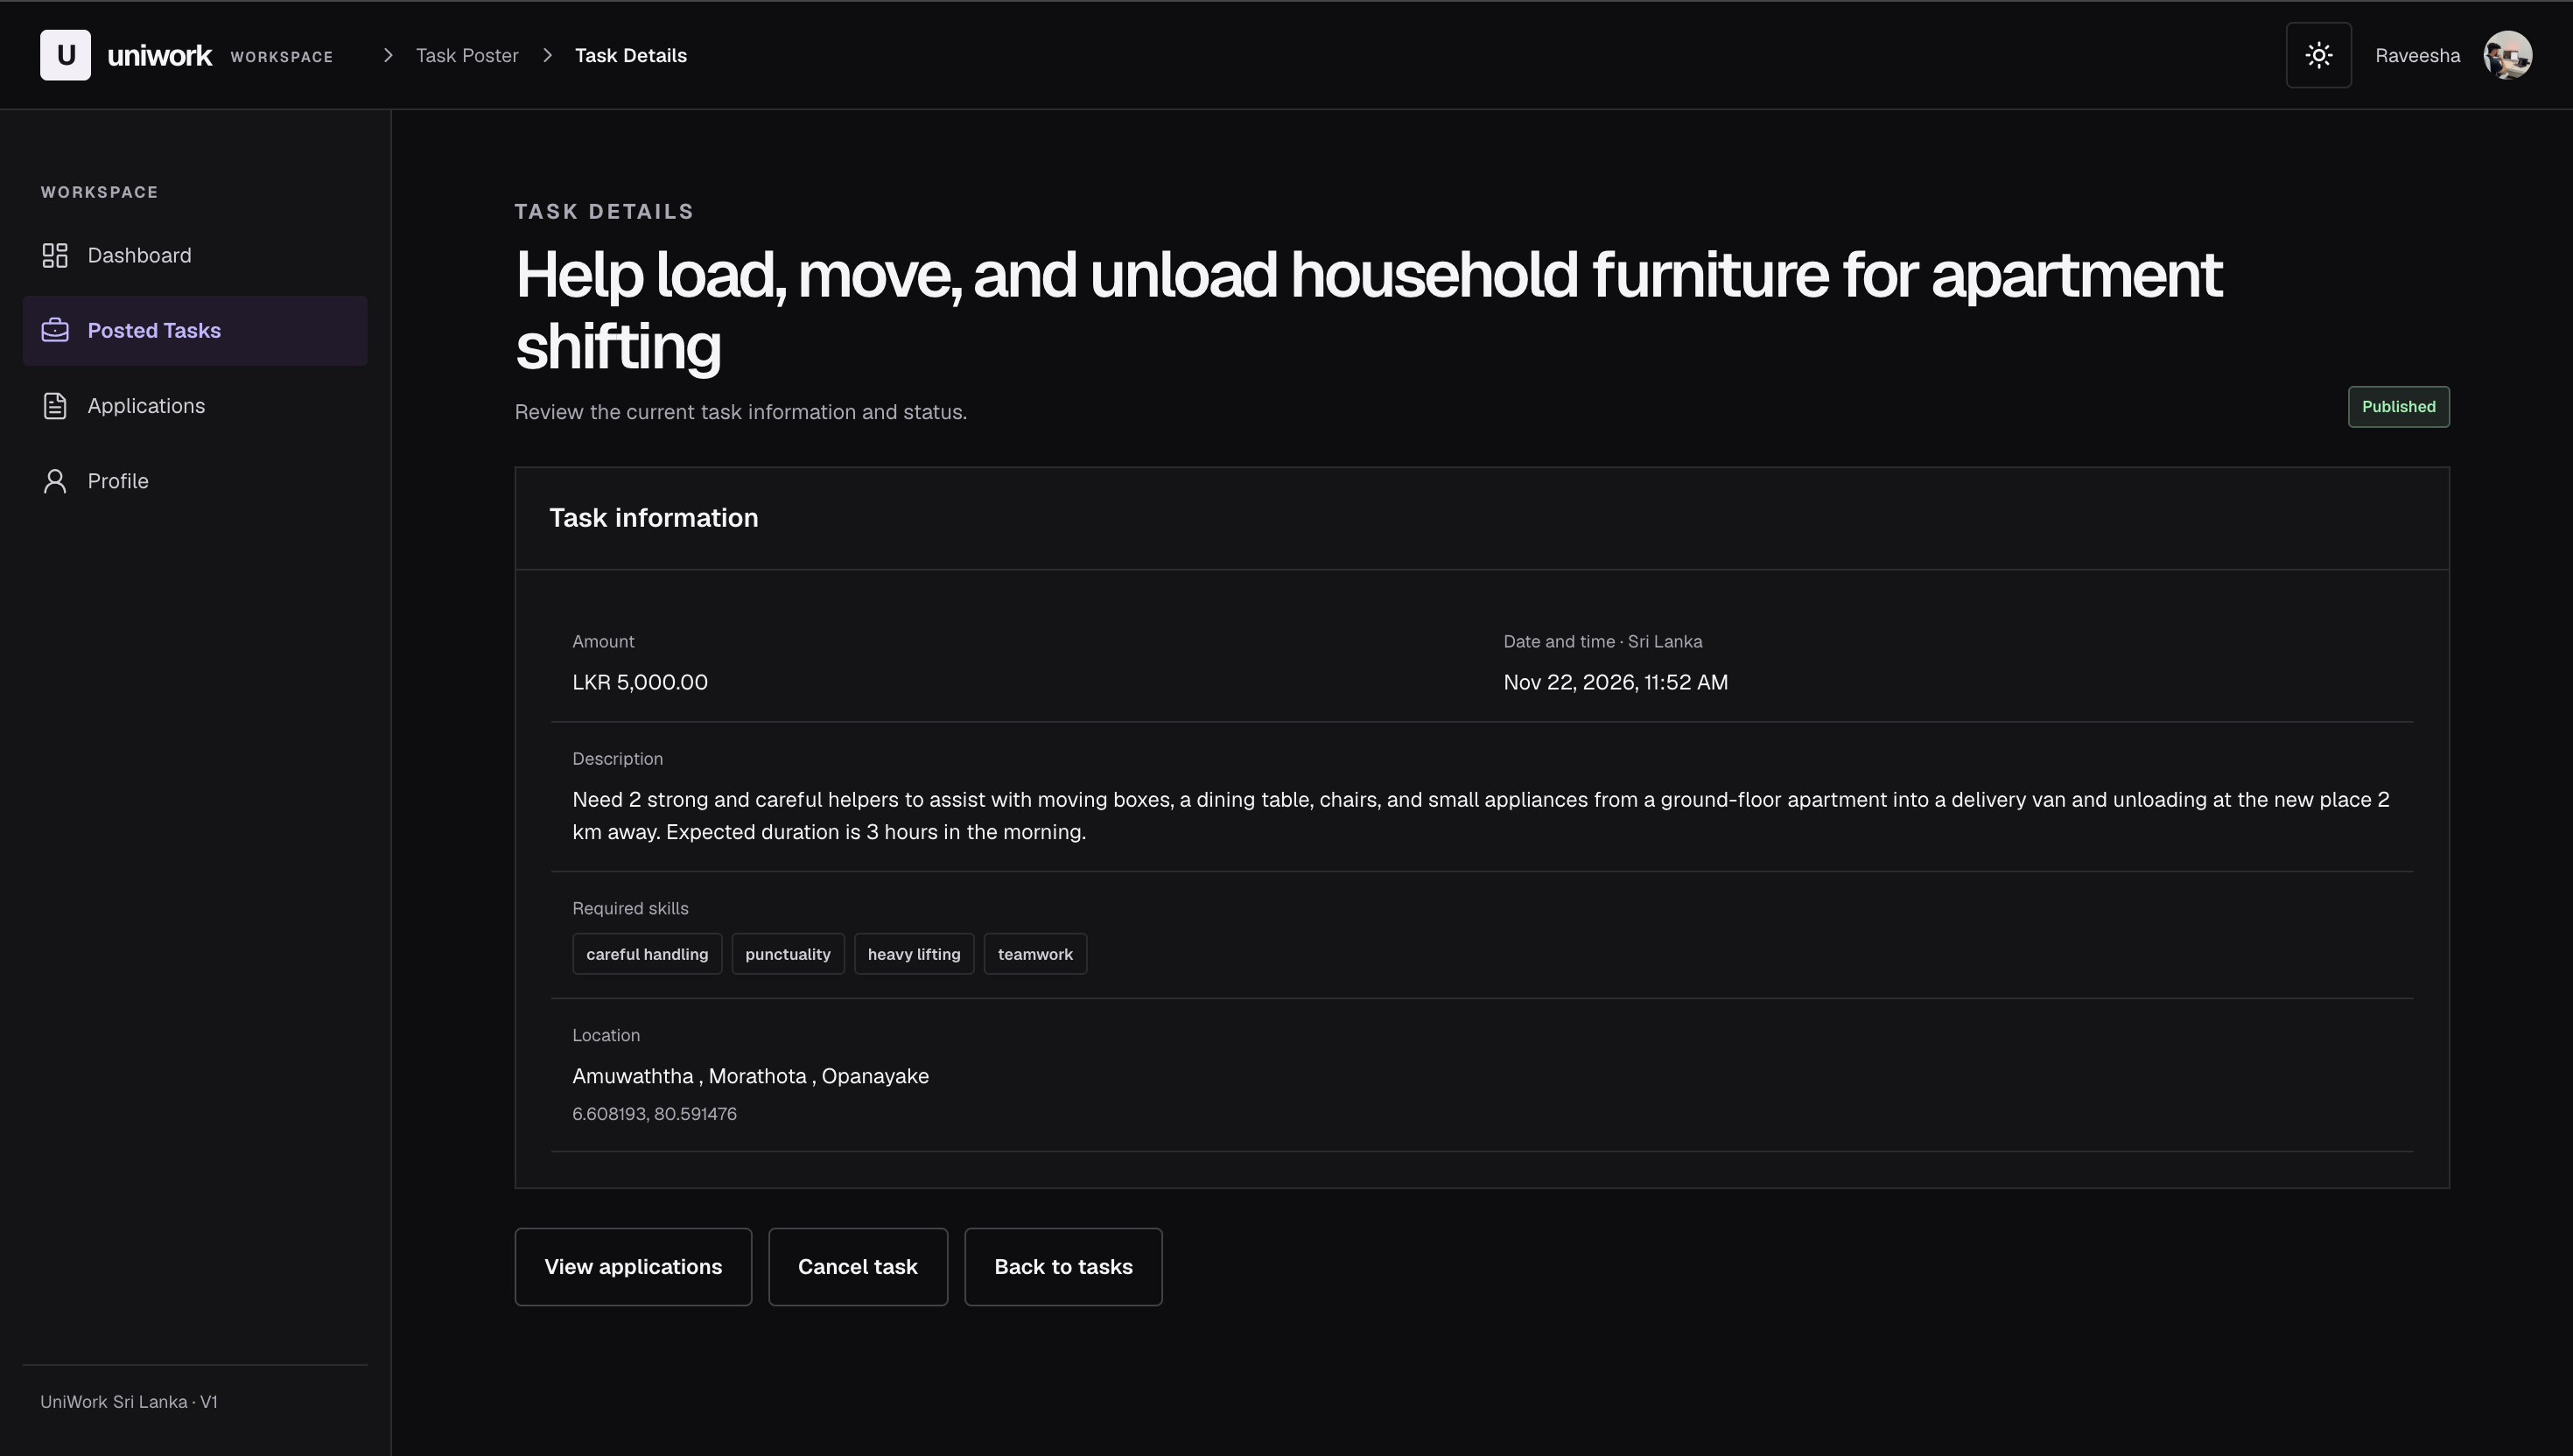 U uniwork WORKSPACE > Task Poster > Task Details
Raveesha
WORKSPACE
Dashboard
Posted Tasks
Applications
Profile
UniWork Sri Lanka · V1
TASK DETAILS
Help load, move, and unload household furniture for apartment
shifting
Review the current task information and status.
Published
Task information
Amount
LKR 5,000.00
Date and time · Sri Lanka
Nov 22, 2026, 11:52 AM
Description
Need 2 strong and careful helpers to assist with moving boxes, a dining table, chairs, and small appliances from a ground-floor apartment into a delivery van and unloading at the new place 2
km away. Expected duration is 3 hours in the morning.
Required skills
careful handling
punctuality
heavy lifting
teamwork
Location
Amuwaththa , Morathota , Opanayake
6.608193, 80.591476
View applications
Cancel task
Back to tasks